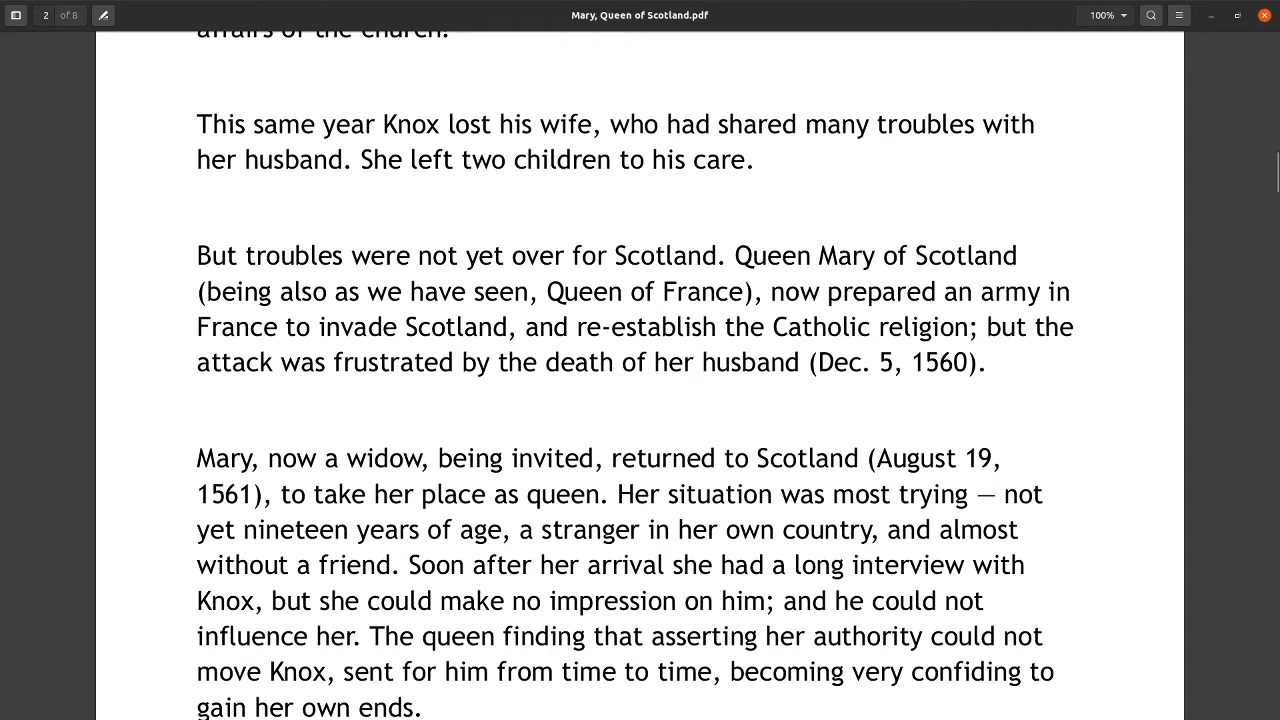 2 of 8
Mary, Queen of Scotland.pdf
100%
affairs of the church.
This same year Knox lost his wife, who had shared many troubles with
her husband. She left two children to his care.
But troubles were not yet over for Scotland. Queen Mary of Scotland
(being also as we have seen, Queen of France), now prepared an army in
France to invade Scotland, and re-establish the Catholic religion; but the
attack was frustrated by the death of her husband (Dec. 5, 1560).
Mary, now a widow, being invited, returned to Scotland (August 19,
1561), to take her place as queen. Her situation was most trying — not
yet nineteen years of age, a stranger in her own country, and almost
without a friend. Soon after her arrival she had a long interview with
Knox, but she could make no impression on him; and he could not
influence her. The queen finding that asserting her authority could not
move Knox, sent for him from time to time, becoming very confiding to
gain her own ends.